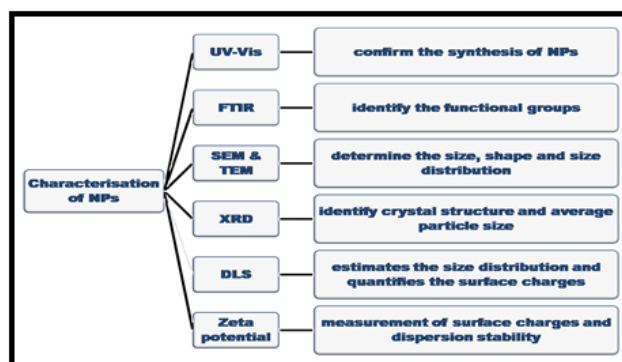 UV-Vis
confirm the synthesis of NPs
FTIR
identify the functional groups
SEM &
TEM
determine the size, shape and size
distribution
Characterisation
of NPs
XRD
identify crystal structure and average
particle size
DLS
estimates the size distribution and
quantifies the surface charges
Zeta
potential
measurement of surface charges and
dispersion stability